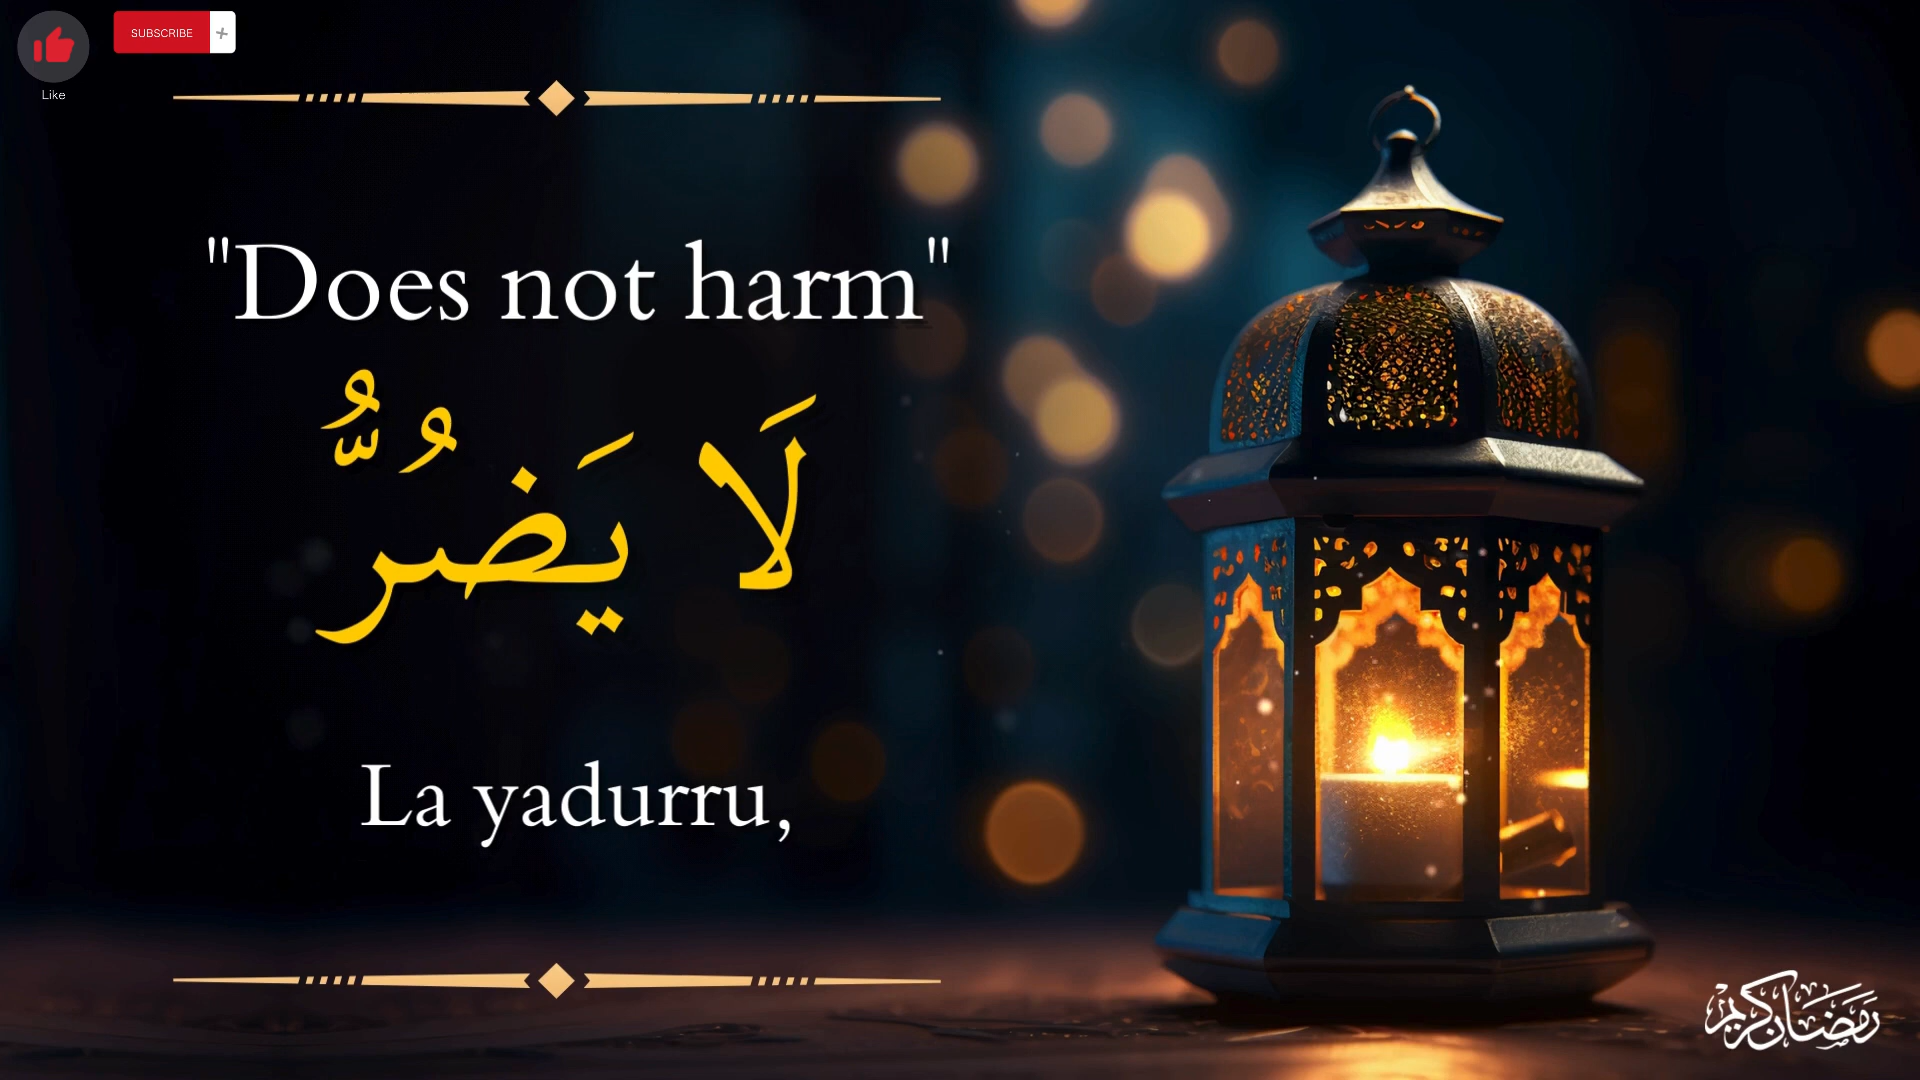 SUBSCRIBE
Like
"Does not harm"
لَا يَضُرُّ
La yadurru,
رمضان كريم